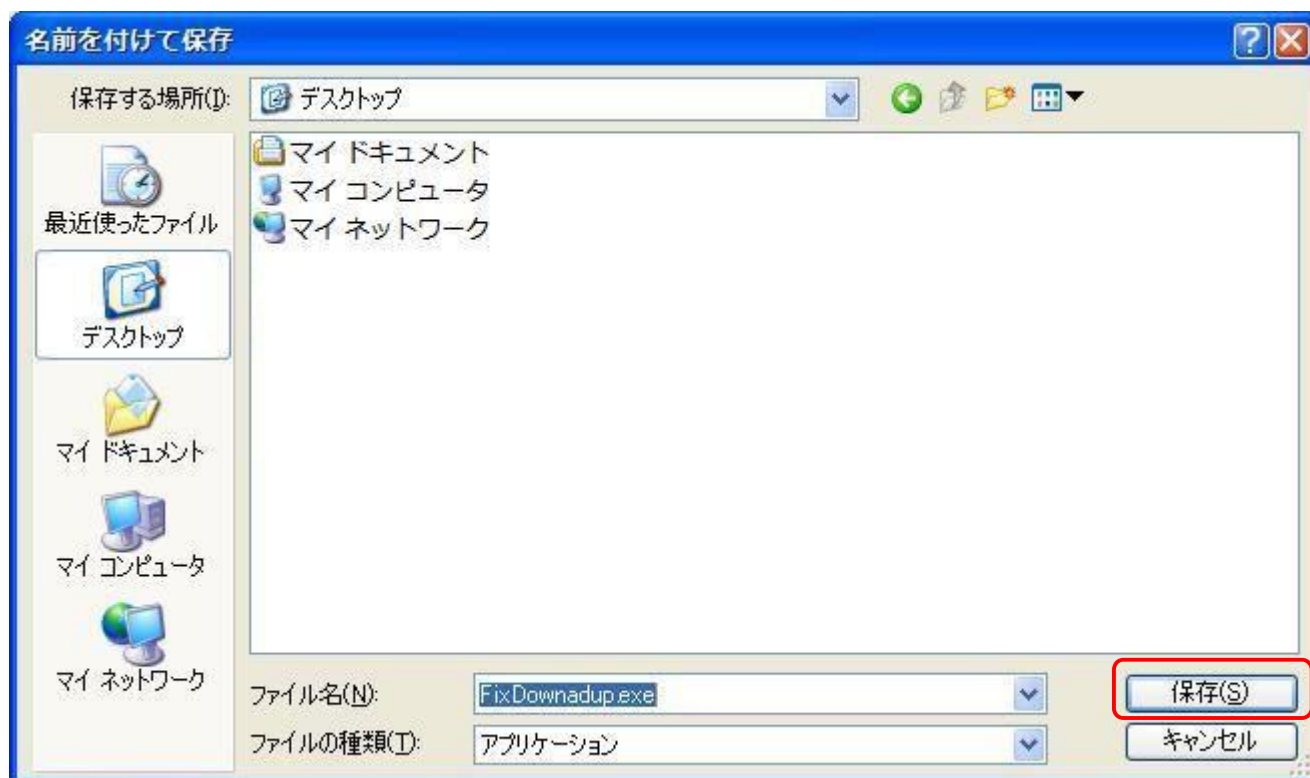 名前を付けて保存
保存する場所(I):
デスクトップ
最近使ったファイル
デスクトップ
マイ ドキュメント
マイ コンピュータ
マイ ネットワーク
マイ ドキュメント
マイ コンピュータ
マイ ネットワーク
ファイル名(N):
FixDownadup.exe
保存(S)
ファイルの種類(T):
アプリケーション
キャンセル